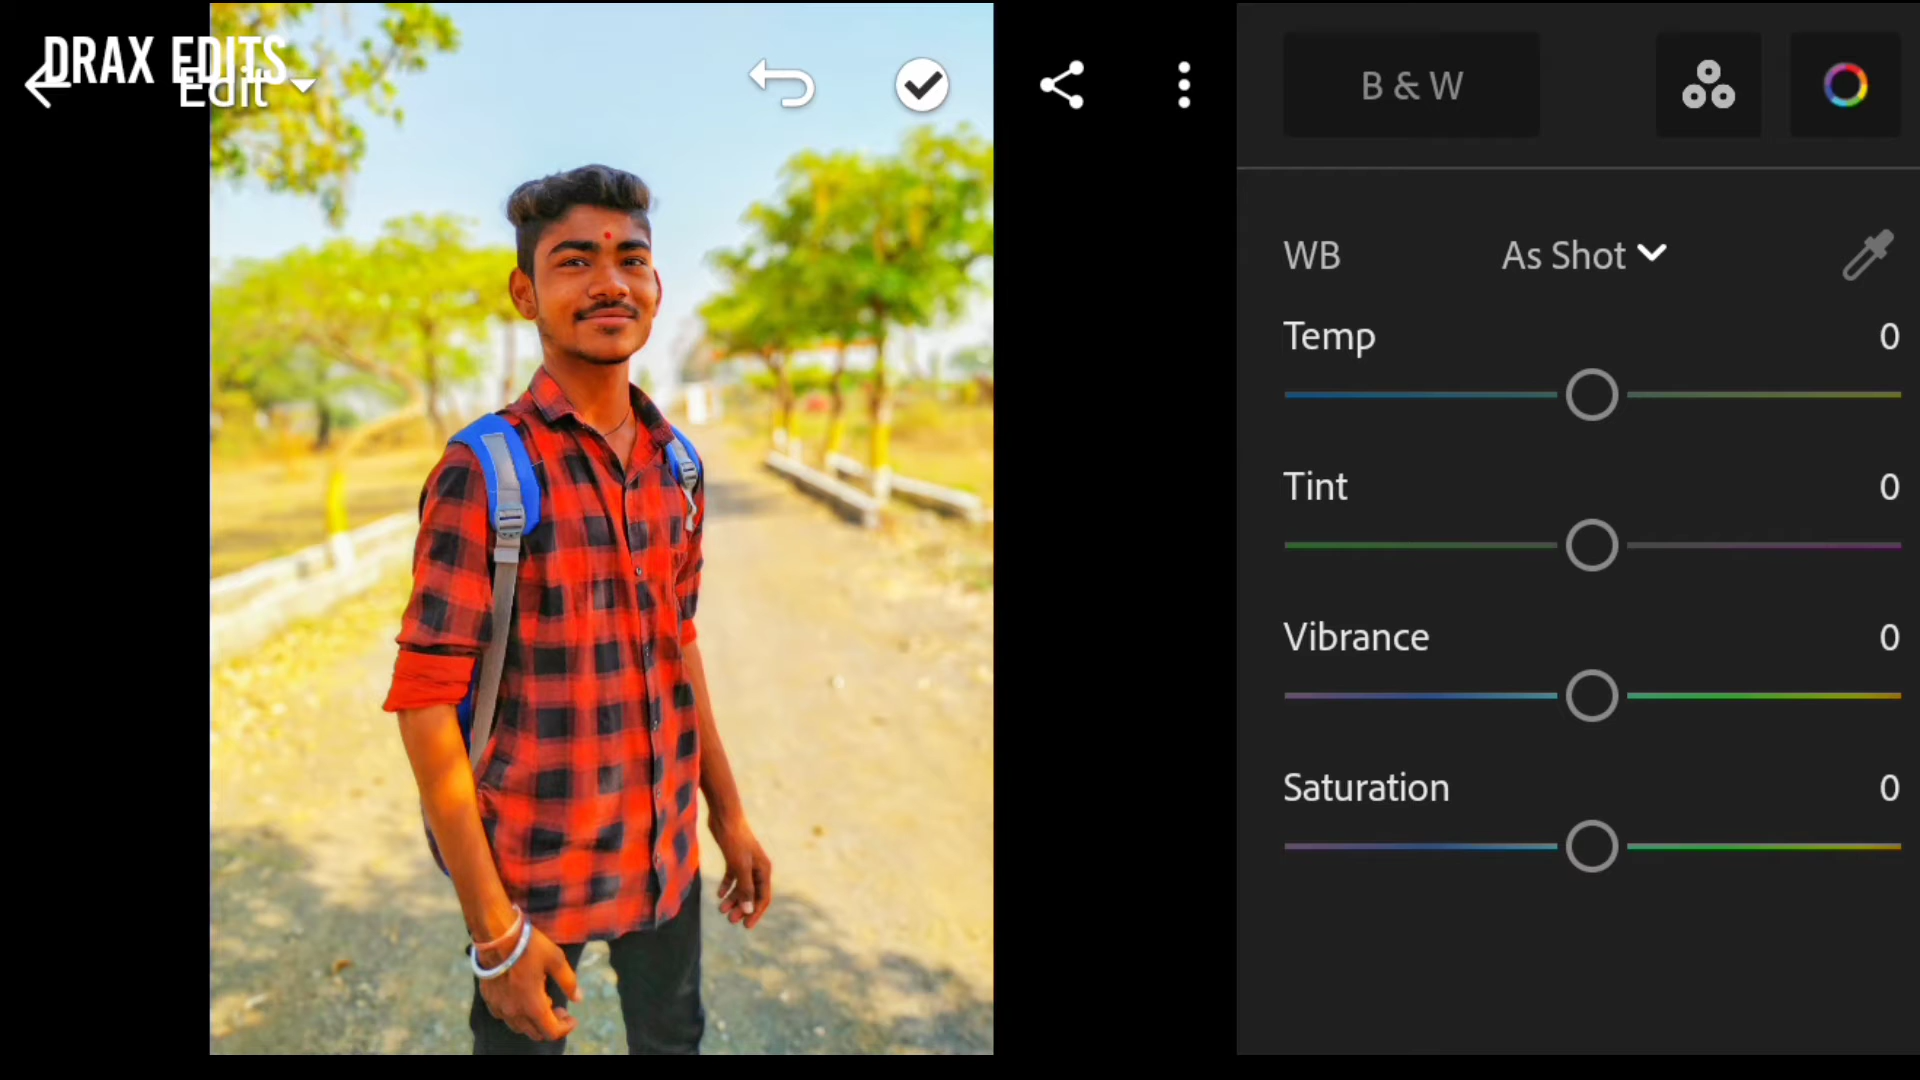 DRAX EDITS
Edit
B & W
WB As Shot
Temp 0
Tint 0
Vibrance 0
Saturation 0